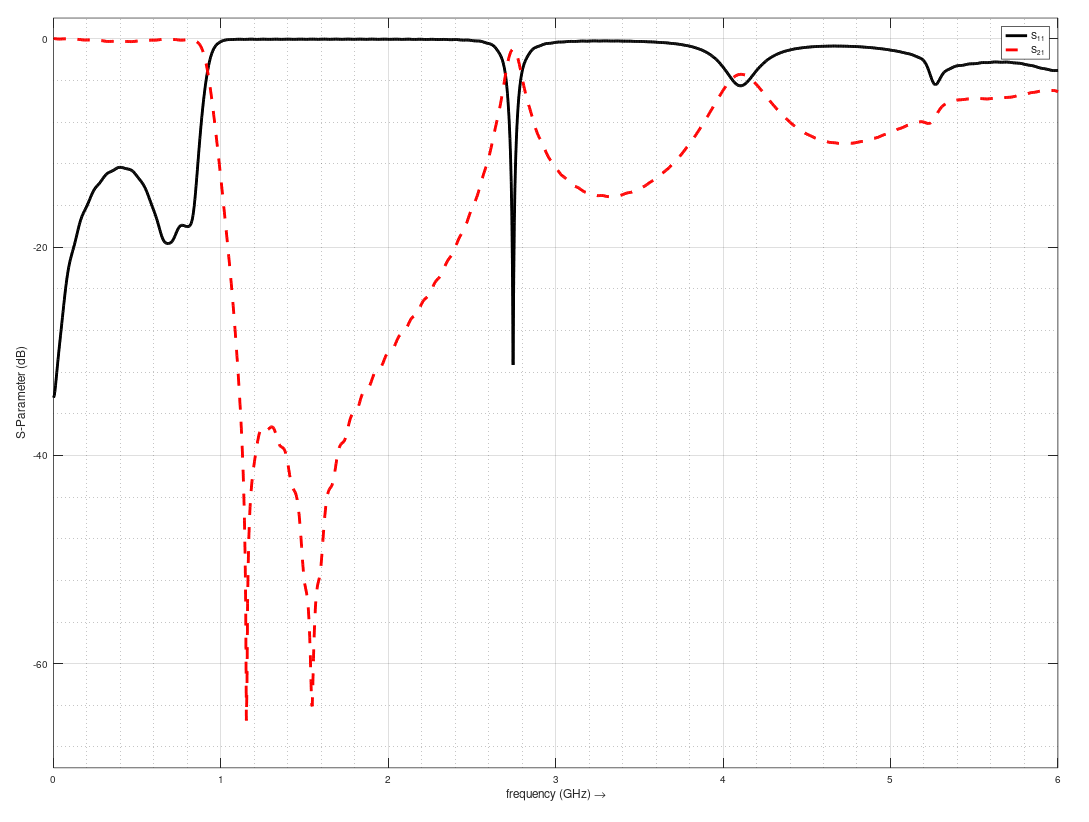 0
S11
S21
-20
-40
-60
S-Parameter (dB)
0 1 2 3 4 5 6
frequency (GHz) →